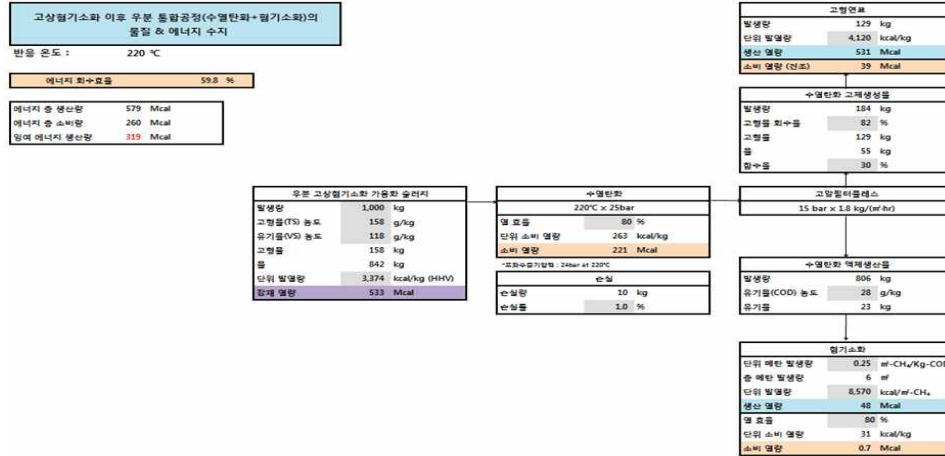 고상혐기소화 이후 우분 통합공정(수열탄화+혐기소화)의
물질 & 에너지 수지
반응 온도 : 220 ℃
에너지 회수효율 59.8 %
에너지 총 생산량 579 Mcal
에너지 총 소비량 260 Mcal
잉여 에너지 생산량 319 Mcal
우분 고상혐기소화 가용화 슬러지
발생량 1,000 kg
고형물(TS) 농도 158 g/kg
유기물(VS) 농도 118 g/kg
고형물 158 kg
물 842 kg
단위 발열량 3,374 kcal/kg (HHV)
잠재 열량 533 Mcal
수열탄화
220℃ x 25bar
열 효율 80 %
단위 소비 열량 263 kcal/kg
소비 열량 221 Mcal
*포화수증기압력 : 24bar at 220℃
손실
손실량 10 kg
손실률 1.0 %
고형연료
발생량 129 kg
단위 발열량 4,120 kcal/kg
생산 열량 531 Mcal
소비 열량 (건조) 39 Mcal
수열탄화 고체생성물
발생량 184 kg
고형물 회수율 82 %
고형물 129 kg
물 55 kg
함수율 30 %
고압필터프레스
15 bar x 1.8 kg/(㎡·hr)
수열탄화 액체생산물
발생량 806 kg
유기물(COD) 농도 28 g/kg
유기물 23 kg
혐기소화
단위 메탄 발생량 0.25 ㎥-CH₄/Kg-COD
총 메탄 발생량 6 ㎥
단위 발열량 8,570 kcal/㎥-CH₄
생산 열량 48 Mcal
열 효율 80 %
단위 소비 열량 31 kcal/kg
소비 열량 0.7 Mcal